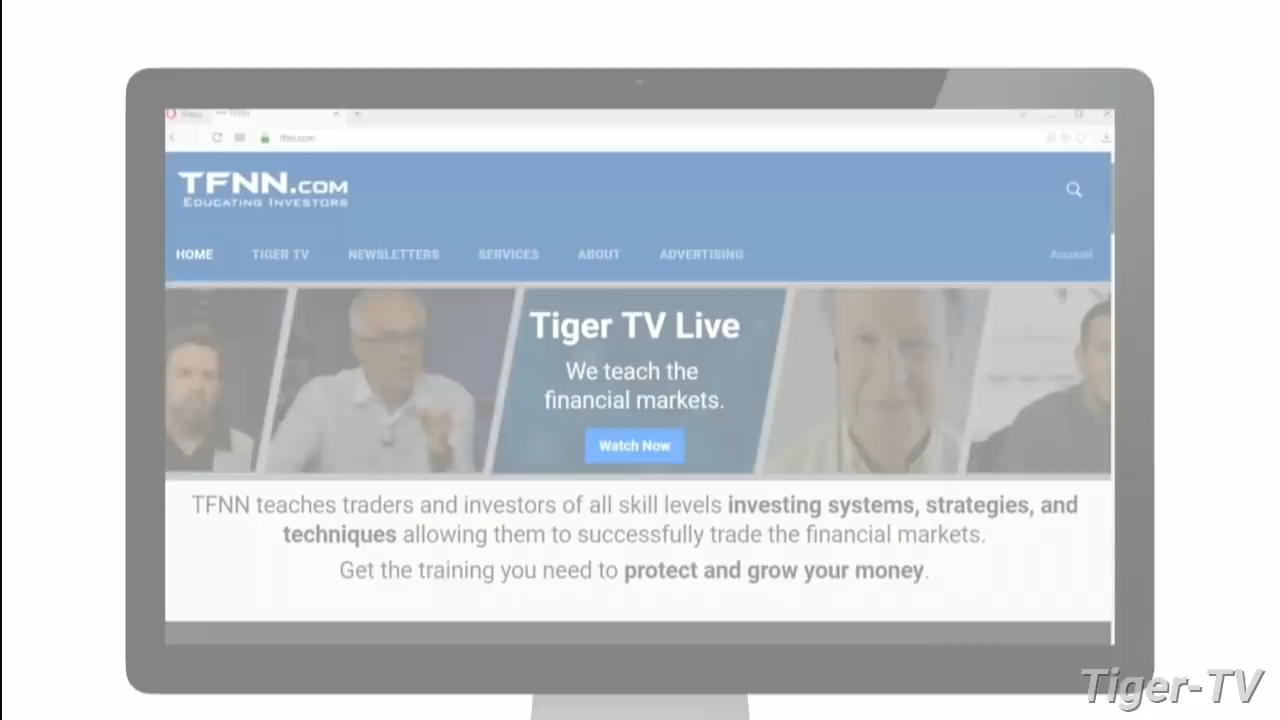 tfnn.com
TFNN.COM
EDUCATING INVESTORS
HOME TIGER TV NEWSLETTERS SERVICES ABOUT ADVERTISING Account
Tiger TV Live
We teach the
financial markets.
Watch Now
TFNN teaches traders and investors of all skill levels investing systems, strategies, and
techniques allowing them to successfully trade the financial markets.
Get the training you need to protect and grow your money.
Tiger-TV